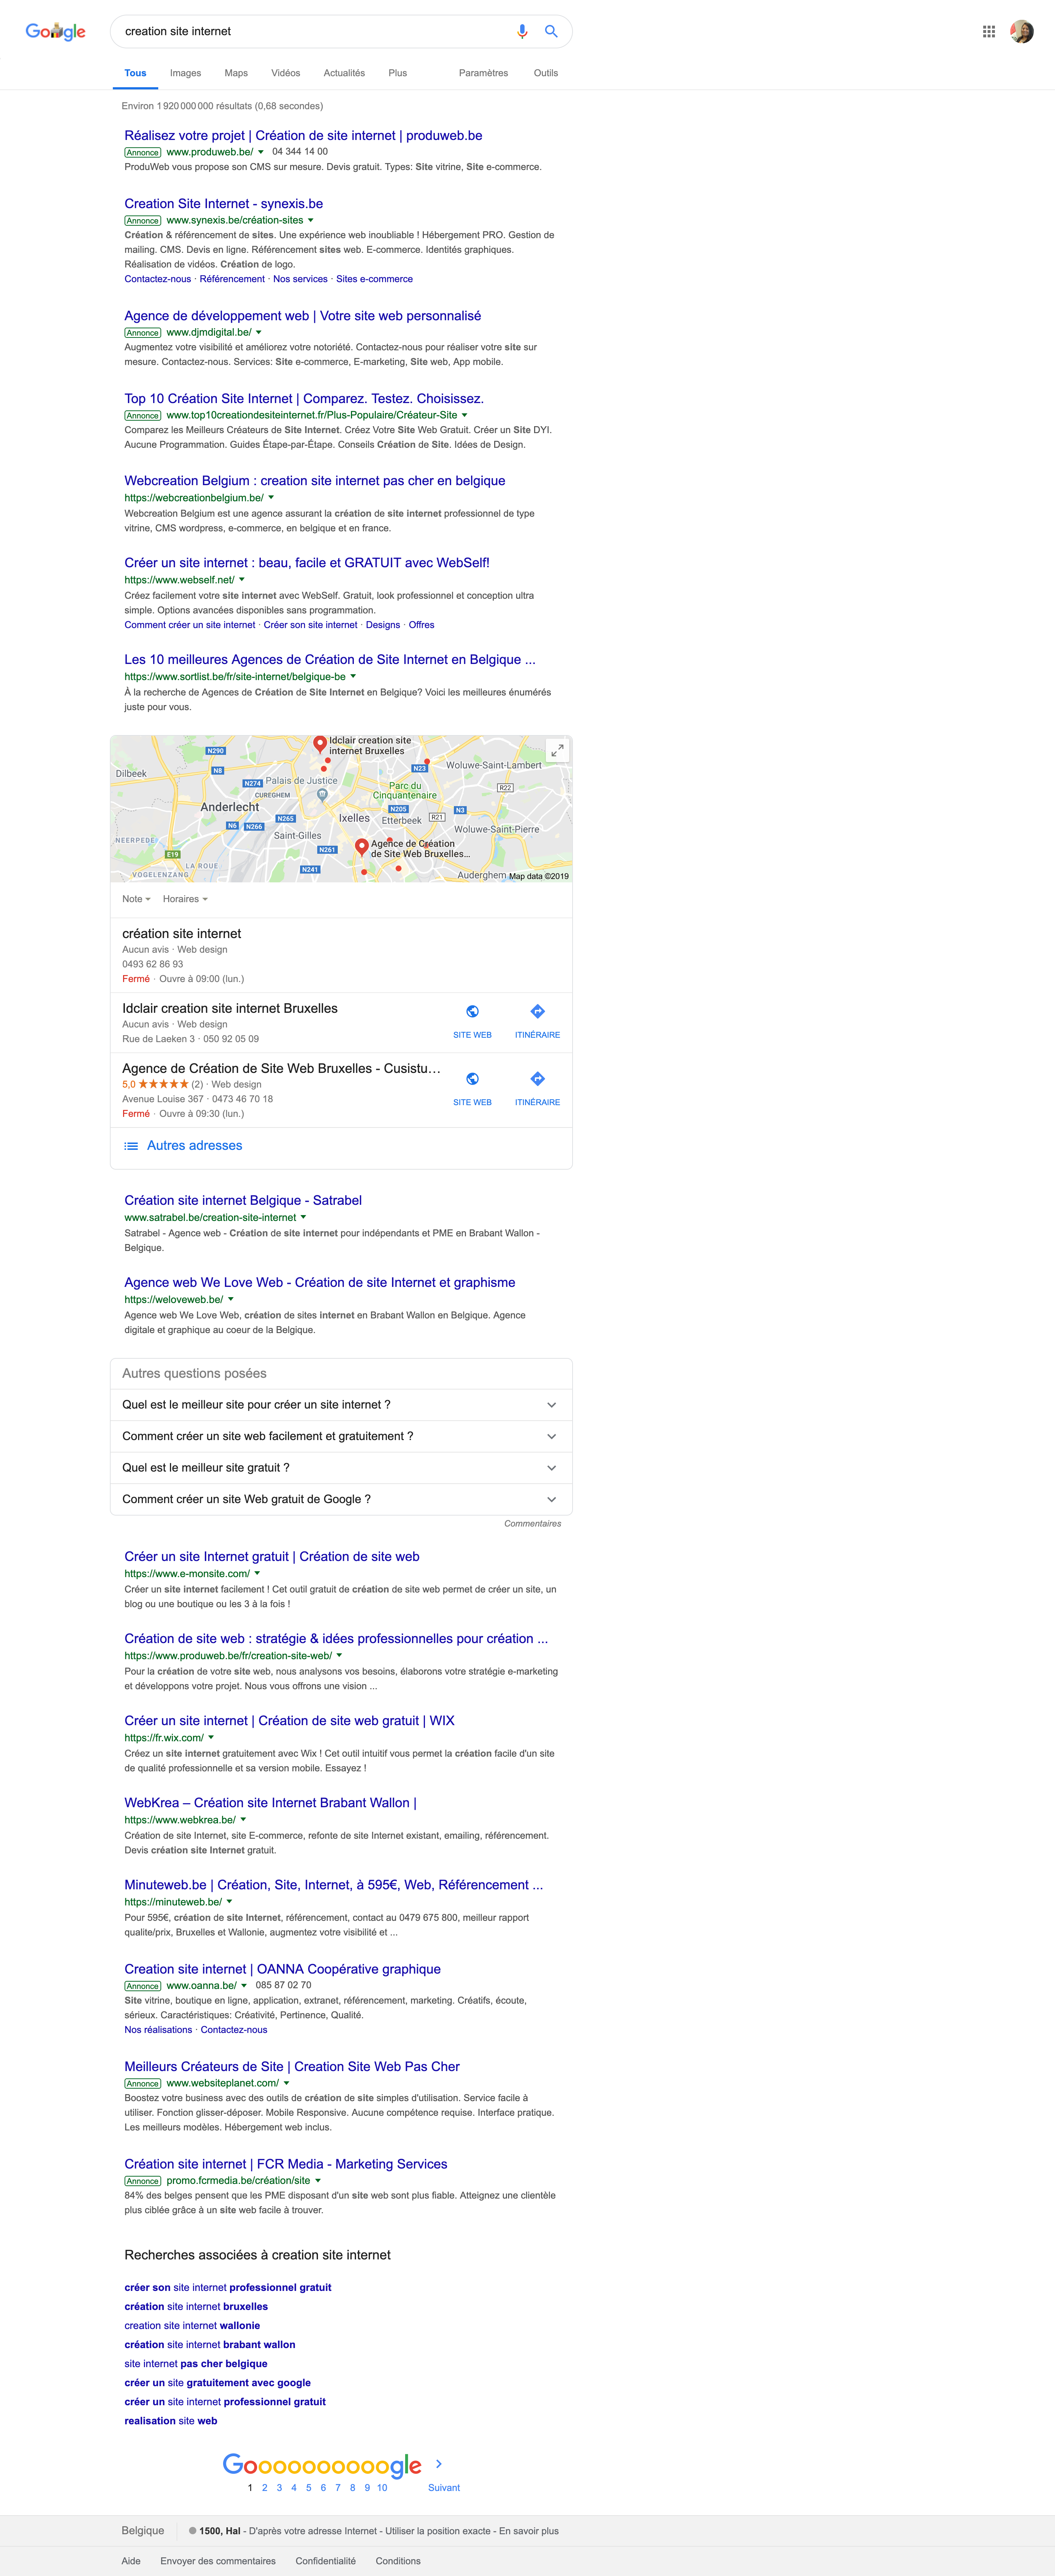 Google
creation site internet
Tous Images Maps Vidéos Actualités Plus Paramètres Outils
Environ 1 920 000 000 résultats (0,68 secondes)
Réalisez votre projet | Création de site internet | produweb.be
Annonce www.produweb.be/ 04 344 14 00
ProduWeb vous propose son CMS sur mesure. Devis gratuit. Types: Site vitrine, Site e-commerce.
Creation Site Internet - synexis.be
Annonce www.synexis.be/création-sites
Création & référencement de sites. Une expérience web inoubliable ! Hébergement PRO. Gestion de
mailing. CMS. Devis en ligne. Référencement sites web. E-commerce. Identités graphiques.
Réalisation de vidéos. Création de logo.
Contactez-nous · Référencement · Nos services · Sites e-commerce
Agence de développement web | Votre site web personnalisé
Annonce www.djmdigital.be/
Augmentez votre visibilité et améliorez votre notoriété. Contactez-nous pour réaliser votre site sur
mesure. Contactez-nous. Services: Site e-commerce, E-marketing, Site web, App mobile.
Top 10 Création Site Internet | Comparez. Testez. Choisissez.
Annonce www.top10creationdesiteinternet.fr/Plus-Populaire/Créateur-Site
Comparez les Meilleurs Créateurs de Site Internet. Créez Votre Site Web Gratuit. Créer un Site DYI.
Aucune Programmation. Guides Étape-par-Étape. Conseils Création de Site. Idées de Design.
Webcreation Belgium : creation site internet pas cher en belgique
https://webcreationbelgium.be/
Webcreation Belgium est une agence assurant la création de site internet professionnel de type
vitrine, CMS wordpress, e-commerce, en belgique et en france.
Créer un site internet : beau, facile et GRATUIT avec WebSelf!
https://www.webself.net/
Créez facilement votre site internet avec WebSelf. Gratuit, look professionnel et conception ultra
simple. Options avancées disponibles sans programmation.
Comment créer un site internet · Créer son site internet · Designs · Offres
Les 10 meilleures Agences de Création de Site Internet en Belgique ...
https://www.sortlist.be/fr/site-internet/belgique-be
À la recherche de Agences de Création de Site Internet en Belgique? Voici les meilleures énumérés
juste pour vous.
Idclair creation site
internet Bruxelles
N290
Woluwe-Saint-Lambert
Dilbeek
N8
N23
N274
Palais de Justice
R22
CUREGHEM
Parc du
Cinquantenaire
Anderlecht
N205
N3
N265
Ixelles
Etterbeek
R21
N6
N266
Saint-Gilles
Woluwe-Saint-Pierre
NEERPEDE
N261
Agence de Création
de Site Web Bruxelles...
E19
LA ROUE
N241
VOGELENZANG
Auderghem
Map data ©2019
Note Horaires
création site internet
Aucun avis · Web design
0493 62 86 93
Fermé · Ouvre à 09:00 (lun.)
Idclair creation site internet Bruxelles
Aucun avis · Web design
Rue de Laeken 3 · 050 92 05 09
SITE WEB ITINÉRAIRE
Agence de Création de Site Web Bruxelles - Cusistu…
5,0 ★★★★★ (2) · Web design
Avenue Louise 367 · 0473 46 70 18
Fermé · Ouvre à 09:30 (lun.)
SITE WEB ITINÉRAIRE
Autres adresses
Création site internet Belgique - Satrabel
www.satrabel.be/creation-site-internet
Satrabel - Agence web - Création de site internet pour indépendants et PME en Brabant Wallon -
Belgique.
Agence web We Love Web - Création de site Internet et graphisme
https://weloveweb.be/
Agence web We Love Web, création de sites internet en Brabant Wallon en Belgique. Agence
digitale et graphique au coeur de la Belgique.
Autres questions posées
Quel est le meilleur site pour créer un site internet ?
Comment créer un site web facilement et gratuitement ?
Quel est le meilleur site gratuit ?
Comment créer un site Web gratuit de Google ?
Commentaires
Créer un site Internet gratuit | Création de site web
https://www.e-monsite.com/
Créer un site internet facilement ! Cet outil gratuit de création de site web permet de créer un site, un
blog ou une boutique ou les 3 à la fois !
Création de site web : stratégie & idées professionnelles pour création ...
https://www.produweb.be/fr/creation-site-web/
Pour la création de votre site web, nous analysons vos besoins, élaborons votre stratégie e-marketing
et développons votre projet. Nous vous offrons une vision ...
Créer un site internet | Création de site web gratuit | WIX
https://fr.wix.com/
Créez un site internet gratuitement avec Wix ! Cet outil intuitif vous permet la création facile d'un site
de qualité professionnelle et sa version mobile. Essayez !
WebKrea – Création site Internet Brabant Wallon |
https://www.webkrea.be/
Création de site Internet, site E-commerce, refonte de site Internet existant, emailing, référencement.
Devis création site Internet gratuit.
Minuteweb.be | Création, Site, Internet, à 595€, Web, Référencement ...
https://minuteweb.be/
Pour 595€, création de site Internet, référencement, contact au 0479 675 800, meilleur rapport
qualite/prix, Bruxelles et Wallonie, augmentez votre visibilité et ...
Creation site internet | OANNA Coopérative graphique
Annonce www.oanna.be/ 085 87 02 70
Site vitrine, boutique en ligne, application, extranet, référencement, marketing. Créatifs, écoute,
sérieux. Caractéristiques: Créativité, Pertinence, Qualité.
Nos réalisations · Contactez-nous
Meilleurs Créateurs de Site | Creation Site Web Pas Cher
Annonce www.websiteplanet.com/
Boostez votre business avec des outils de création de site simples d'utilisation. Service facile à
utiliser. Fonction glisser-déposer. Mobile Responsive. Aucune compétence requise. Interface pratique.
Les meilleurs modèles. Hébergement web inclus.
Création site internet | FCR Media - Marketing Services
Annonce promo.fcrmedia.be/création/site
84% des belges pensent que les PME disposant d'un site web sont plus fiable. Atteignez une clientèle
plus ciblée grâce à un site web facile à trouver.
Recherches associées à creation site internet
créer son site internet professionnel gratuit
création site internet bruxelles
creation site internet wallonie
création site internet brabant wallon
site internet pas cher belgique
créer un site gratuitement avec google
créer un site internet professionnel gratuit
realisation site web
Goooooooooogle
1 2 3 4 5 6 7 8 9 10 Suivant
Belgique 1500, Hal - D'après votre adresse Internet - Utiliser la position exacte - En savoir plus
Aide Envoyer des commentaires Confidentialité Conditions